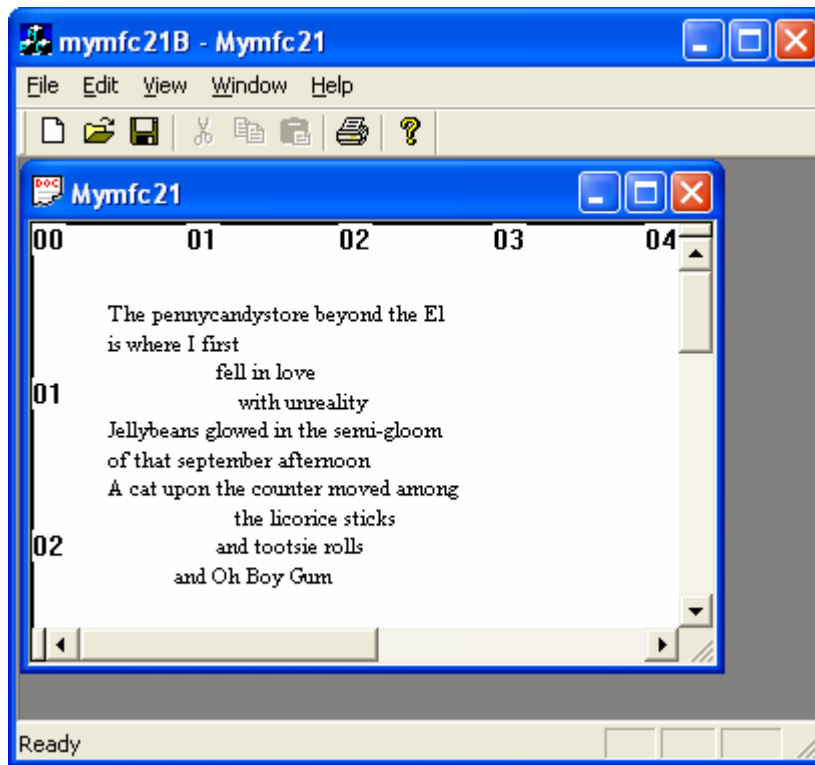 mymfc21B - Mymfc21
File Edit View Window Help
DOC Mymfc21
00 01 02 03 04
The pennycandystore beyond the El
is where I first
fell in love
01
with unreality
Jellybeans glowed in the semi-gloom
of that september afternoon
A cat upon the counter moved among
the licorice sticks
02
and tootsie rolls
and Oh Boy Gum
Ready